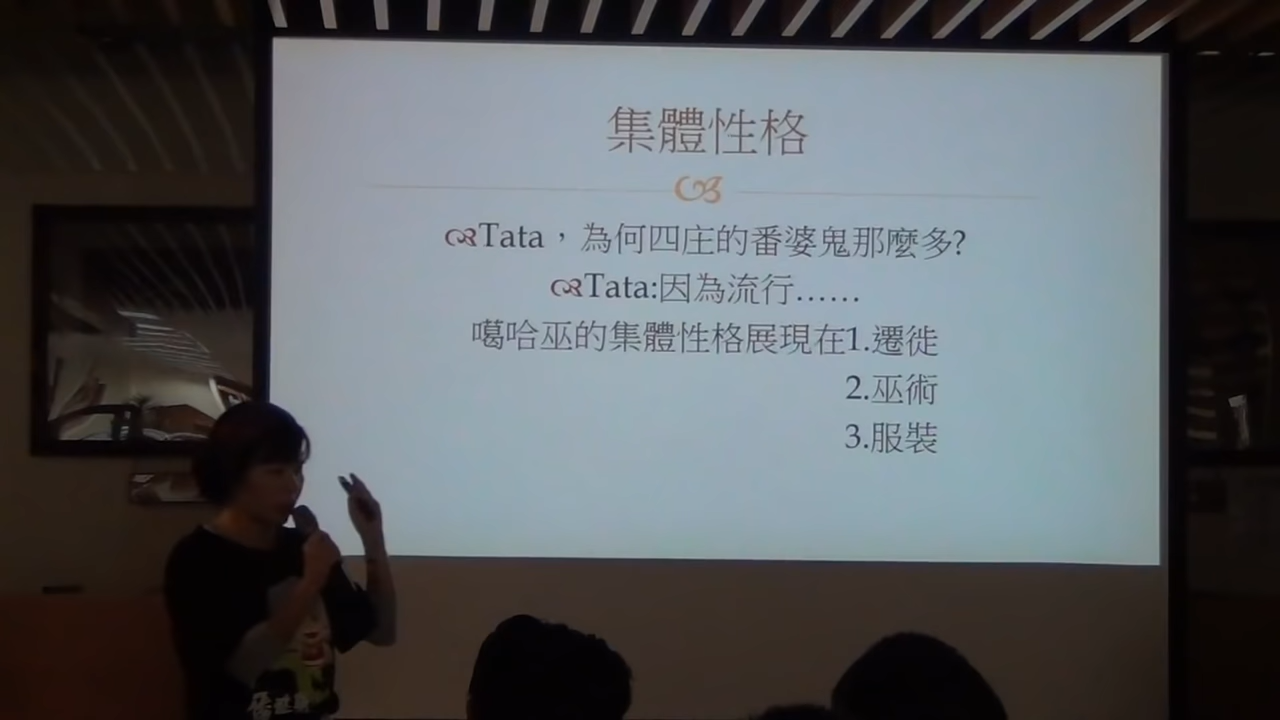 集體性格
Tata，為何四庄的番婆鬼那麼多?
Tata:因為流行……
噶哈巫的集體性格展現在1.遷徙
2.巫術
3.服裝